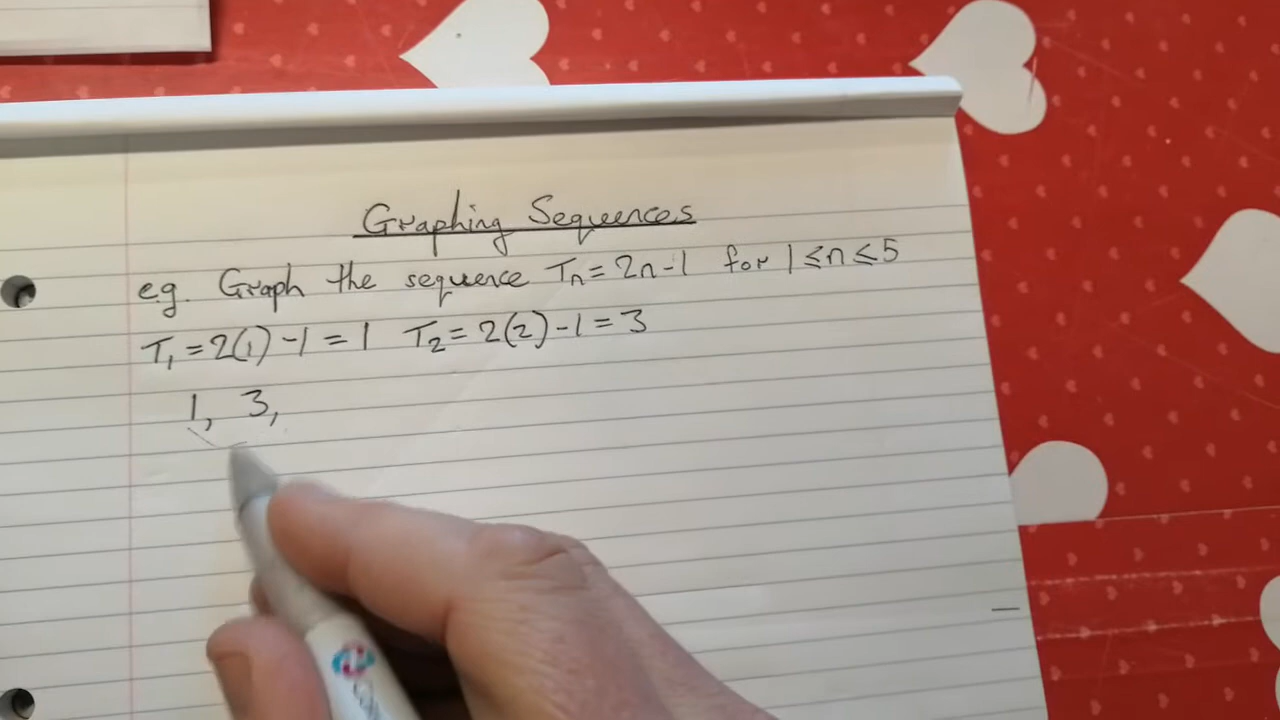 Graphing Sequences
e.g. Graph the sequence Tₙ = 2n-1 for 1 ≤ n ≤ 5
T₁ = 2(1) -1 = 1 T₂ = 2(2) -1 = 3
1, 3,